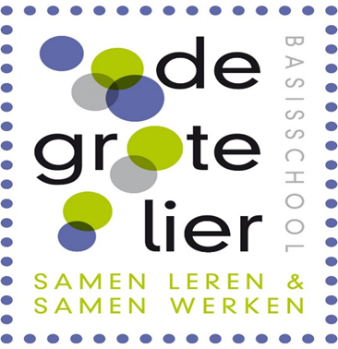 de
grote
lier
BASISSCHOOL
SAMEN LEREN &
SAMEN WERKEN